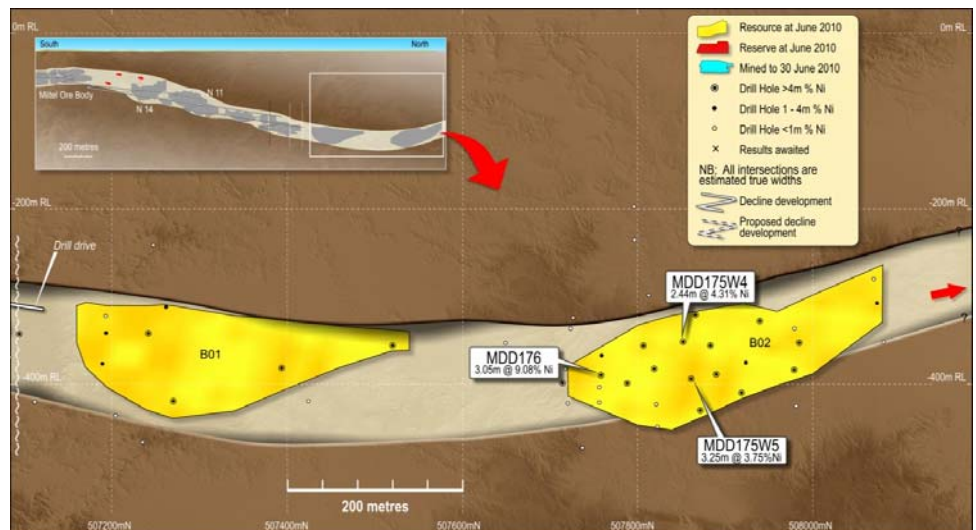 0m RL
South
North
Miitel Ore Body
N 14
N 11
200 metres
Resource at June 2010
Reserve at June 2010
Mined to 30 June 2010
Drill Hole >4m % Ni
Drill Hole 1 - 4m % Ni
Drill Hole <1m % Ni
Results awaited
NB; All intersections are
estimated true widths
Decline development
Proposed decline
development
0m RL
-200m RL
-200m RL
Drill drive
B01
MDD175W4
2.44m @ 4.31% Ni
MDD176
3.05m @ 9.08% Ni
B02
?
?
-400m RL
-400m RL
MDD175W5
3.25m @ 3.75%Ni
200 metres
507200mN
507400mN
507600mN
507800mN
508000mN